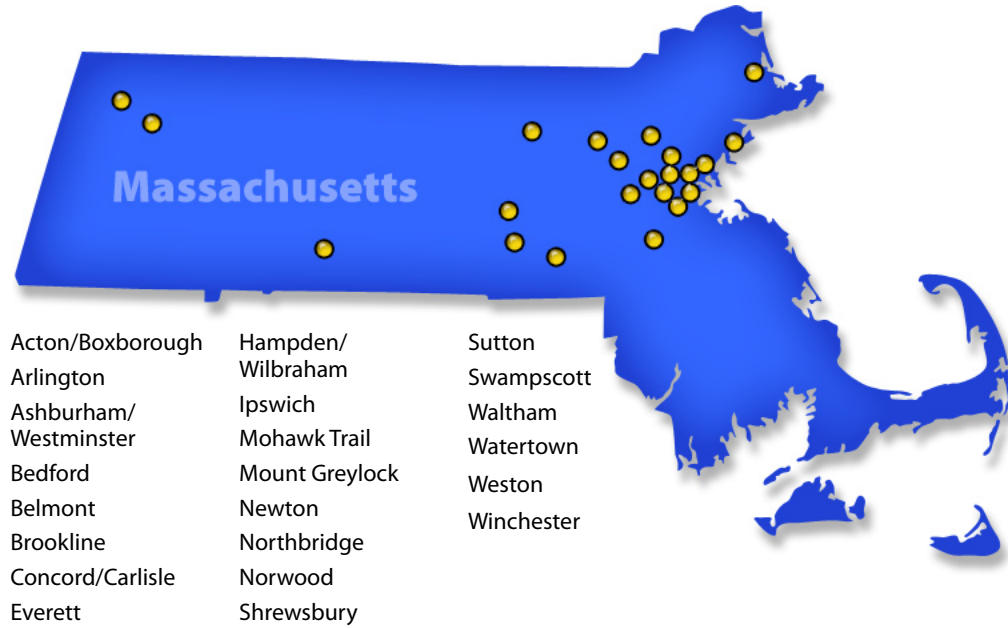 Massachusetts
Acton/Boxborough
Arlington
Ashburham/
Westminster
Bedford
Belmont
Brookline
Concord/Carlisle
Everett
Hampden/
Wilbraham
Ipswich
Mohawk Trail
Mount Greylock
Newton
Northbridge
Norwood
Shrewsbury
Sutton
Swampscott
Waltham
Watertown
Weston
Winchester